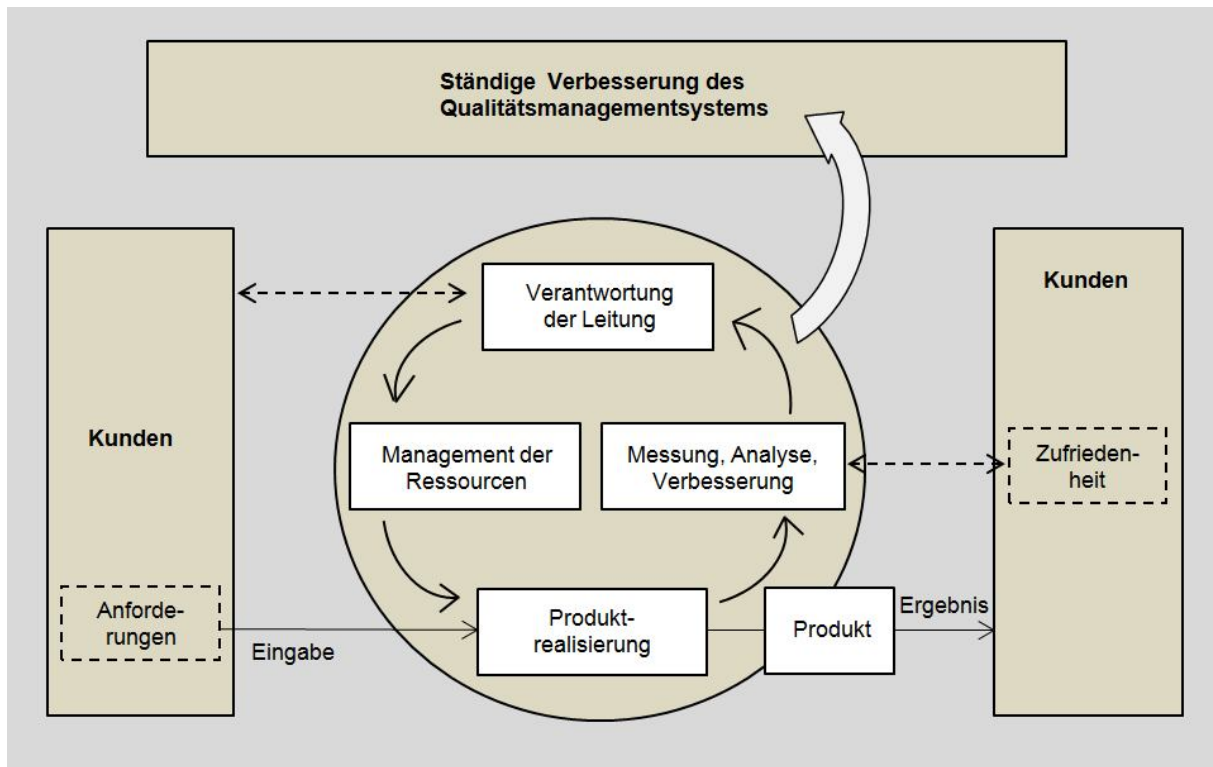 Ständige Verbesserung des
Qualitätsmanagementsystems
Kunden
Verantwortung
der Leitung
Kunden
Management der
Ressourcen
Messung, Analyse,
Verbesserung
Zufrieden-
heit
Anforde-
rungen
Eingabe
Produkt-
realisierung
Produkt
Ergebnis